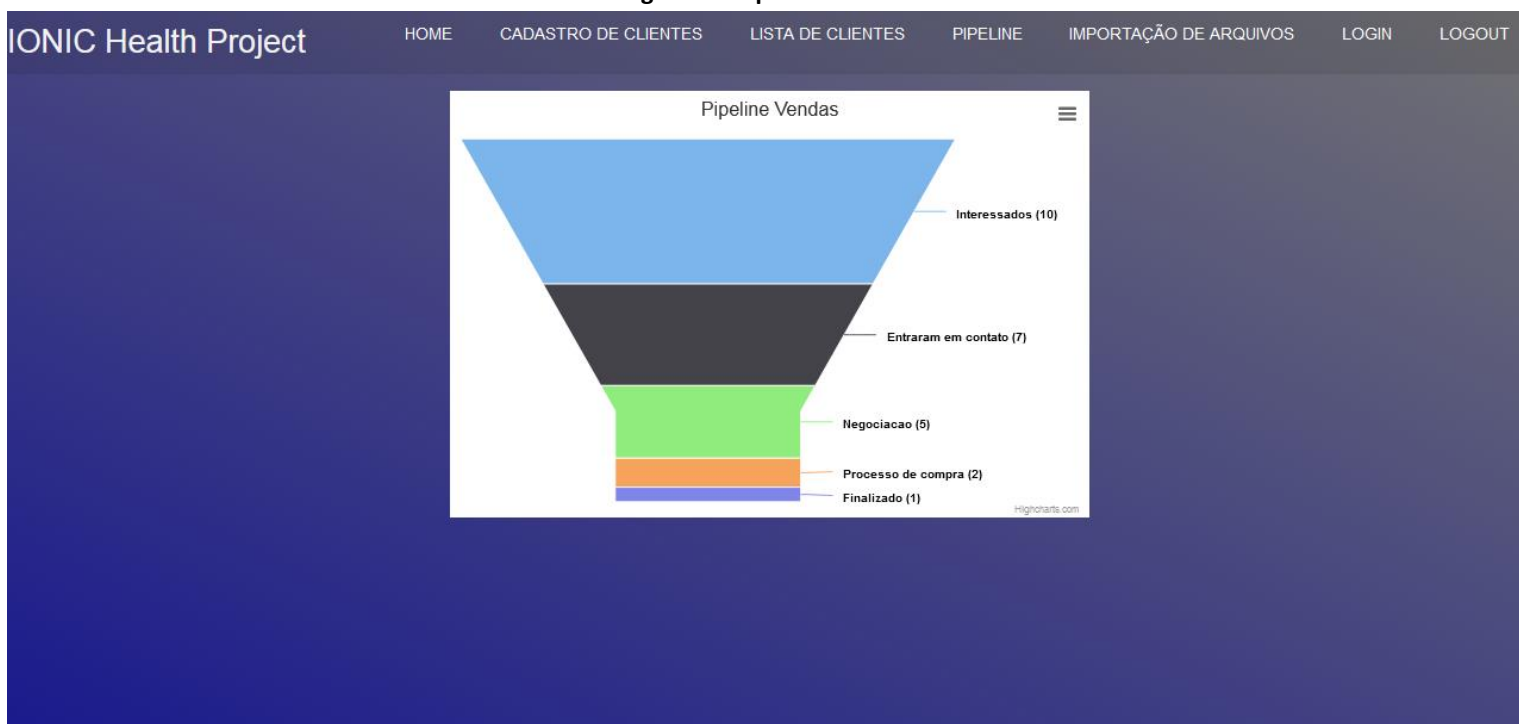 IONIC Health Project HOME CADASTRO DE CLIENTES LISTA DE CLIENTES PIPELINE IMPORTAÇÃO DE ARQUIVOS LOGIN LOGOUT
Pipeline Vendas
Interessados (10)
Entraram em contato (7)
Negociacao (5)
Processo de compra (2)
Finalizado (1)
Highcharts.com